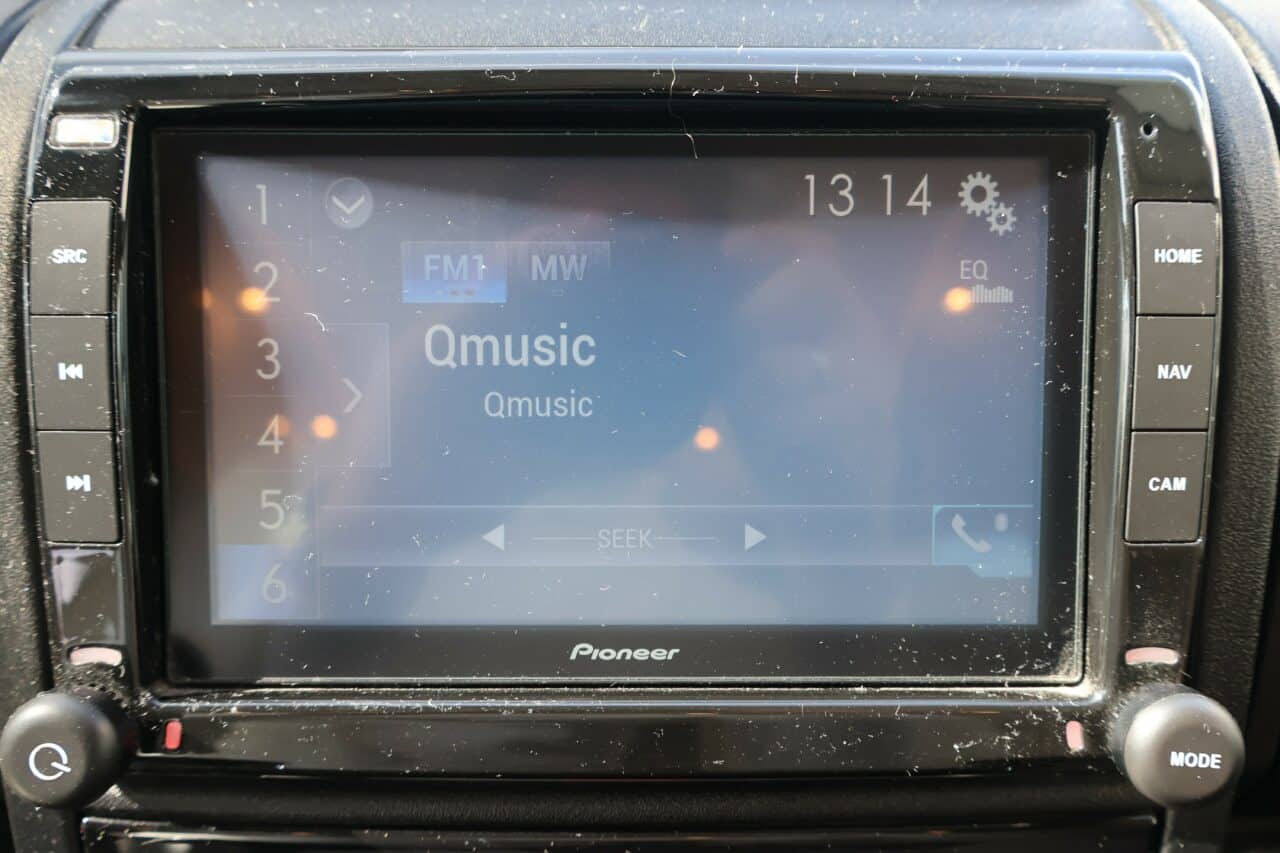 1
13 14
SRC
HOME
FM1 MW
2
EQ
Qmusic
3
NAV
Qmusic
4
CAM
5
SEEK
6
Pioneer
MODE